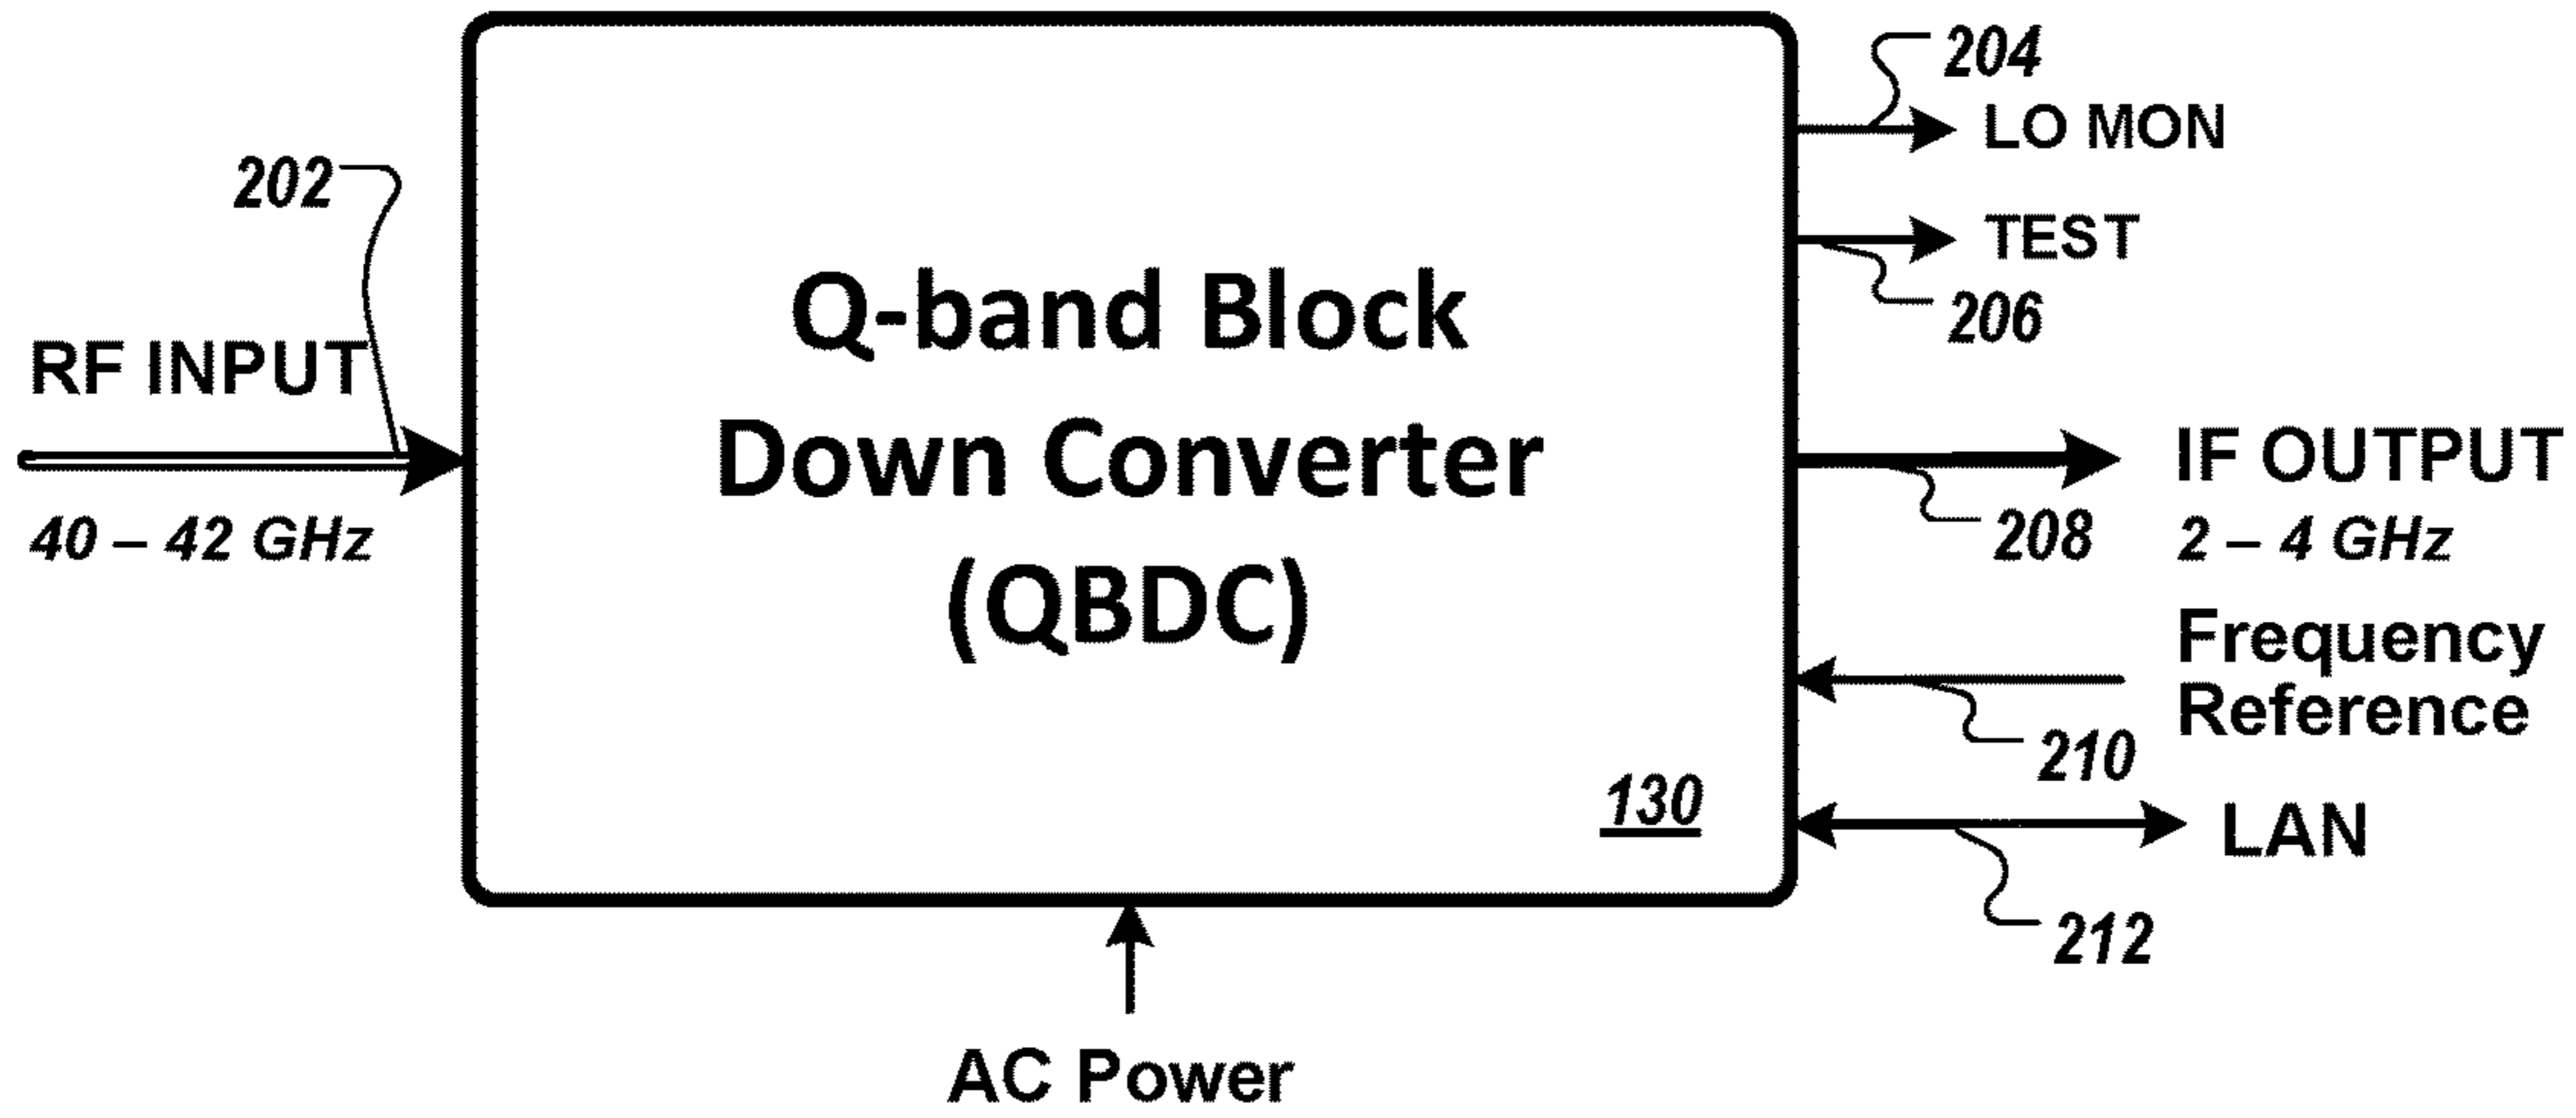 204
LO MON
202
TEST
206
RF INPUT
40 – 42 GHz
Q-band Block
Down Converter
(QBDC)
130
IF OUTPUT
208
2 – 4 GHz
Frequency
Reference
210
LAN
212
AC Power